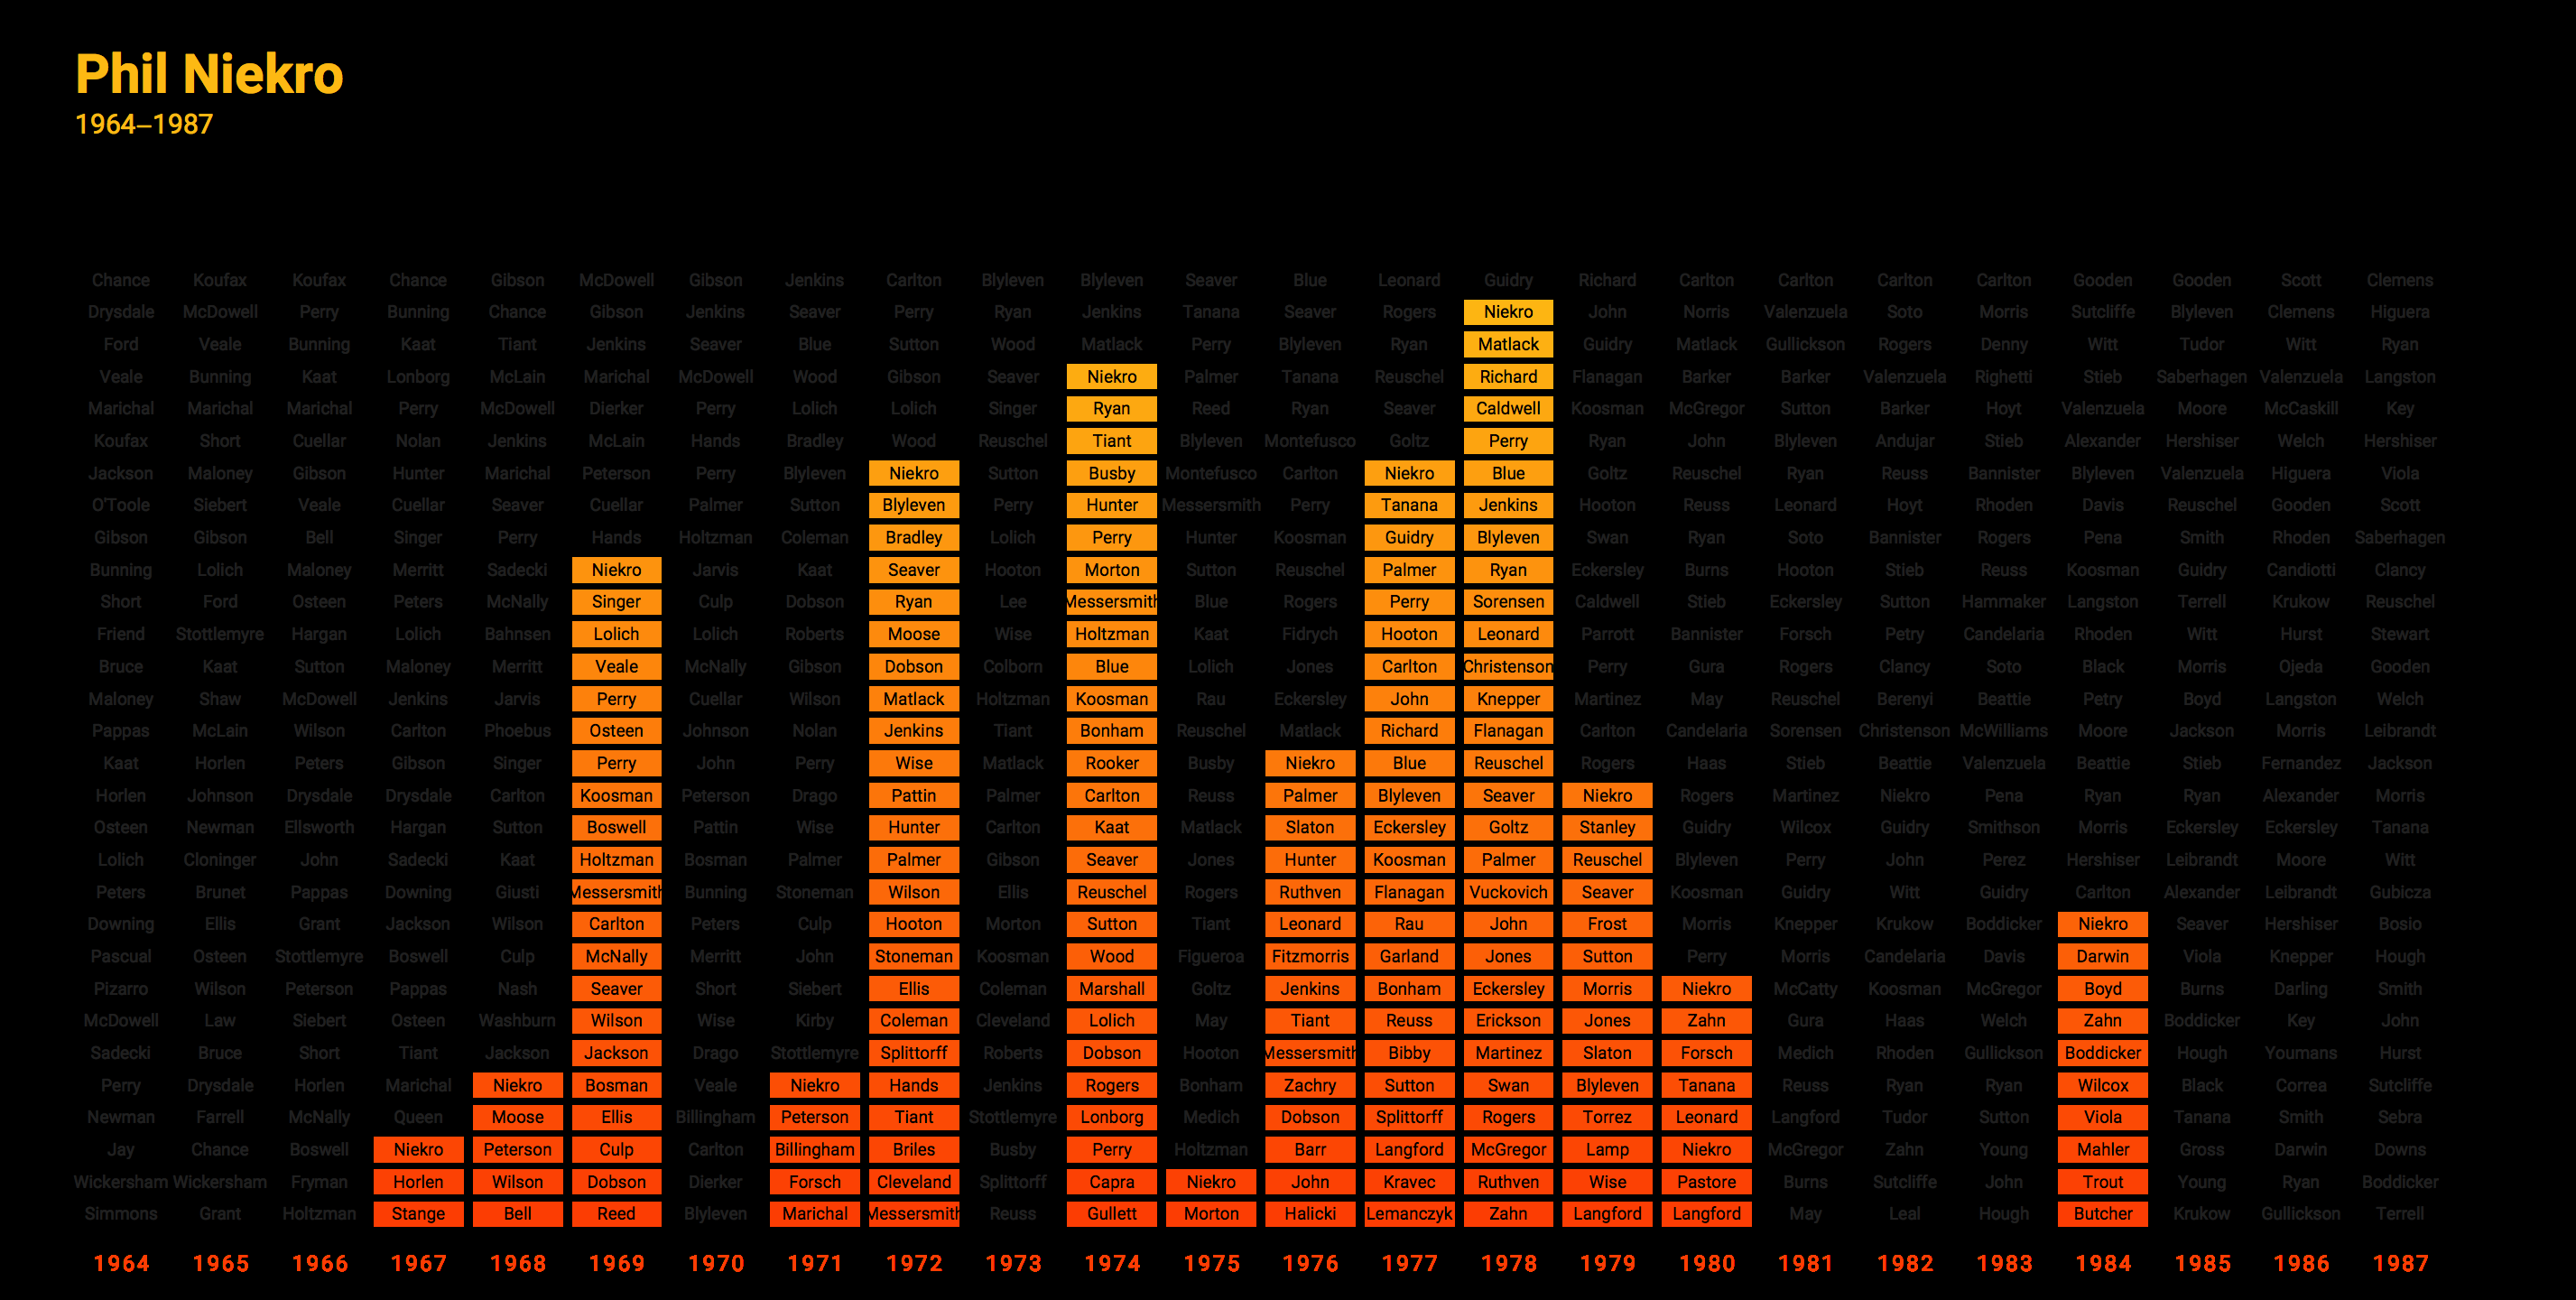 Phil Niekro
1964–1987
Chance Koufax Koufax Chance Gibson McDowell Gibson Jenkins Carlton Blyleven Blyleven Seaver Blue Leonard Guidry Richard Carlton Carlton Carlton Carlton Gooden Gooden Scott Clemens
Drysdale McDowell Perry Bunning Chance Gibson Jenkins Seaver Perry Ryan Jenkins Tanana Seaver Rogers Niekro John Norris Valenzuela Soto Morris Sutcliffe Blyleven Clemens Higuera
Ford Veale Bunning Kaat Tiant Jenkins Seaver Blue Sutton Wood Matlack Perry Blyleven Ryan Matlack Guidry Matlack Gullickson Rogers Denny Witt Tudor Witt Ryan
Veale Bunning Kaat Lonborg McLain Marichal McDowell Wood Gibson Seaver Niekro Palmer Tanana Reuschel Richard Flanagan Barker Barker Valenzuela Righetti Stieb Saberhagen Valenzuela Langston
Marichal Marichal Marichal Perry McDowell Dierker Perry Lolich Lolich Singer Ryan Reed Ryan Seaver Caldwell Koosman McGregor Sutton Barker Hoyt Valenzuela Moore McCaskill Key
Koufax Short Cuellar Nolan Jenkins McLain Hands Bradley Wood Reuschel Tiant Blyleven Montefusco Goltz Perry Ryan John Blyleven Andujar Stieb Alexander Hershiser Welch Hershiser
Jackson Maloney Gibson Hunter Marichal Peterson Perry Blyleven Niekro Sutton Busby Montefusco Carlton Niekro Blue Goltz Reuschel Ryan Reuss Bannister Blyleven Valenzuela Higuera Viola
O'Toole Siebert Veale Cuellar Seaver Cuellar Palmer Sutton Blyleven Perry Hunter Messersmith Perry Tanana Jenkins Hooton Reuss Leonard Hoyt Rhoden Davis Reuschel Gooden Scott
Gibson Gibson Bell Singer Perry Hands Holtzman Coleman Bradley Lolich Perry Hunter Koosman Guidry Blyleven Swan Ryan Soto Bannister Rogers Pena Smith Rhoden Saberhagen
Bunning Lolich Maloney Merritt Sadecki Niekro Jarvis Kaat Seaver Hooton Morton Sutton Reuschel Palmer Ryan Eckersley Burns Hooton Stieb Reuss Koosman Guidry Candiotti Clancy
Short Ford Osteen Peters McNally Singer Culp Dobson Ryan Lee Messersmith Blue Rogers Perry Sorensen Caldwell Stieb Eckersley Sutton Hammaker Langston Terrell Krukow Reuschel
Friend Stottlemyre Hargan Lolich Bahnsen Lolich Lolich Roberts Moose Wise Holtzman Kaat Fidrych Hooton Leonard Parrott Bannister Forsch Petry Candelaria Rhoden Witt Hurst Stewart
Bruce Kaat Sutton Maloney Merritt Veale McNally Gibson Dobson Colborn Blue Lolich Jones Carlton Christenson Perry Gura Rogers Clancy Soto Black Morris Ojeda Gooden
Maloney Shaw McDowell Jenkins Jarvis Perry Cuellar Wilson Matlack Holtzman Koosman Rau Eckersley John Knepper Martinez May Reuschel Berenyi Beattie Petry Boyd Langston Welch
Pappas McLain Wilson Carlton Phoebus Osteen Johnson Nolan Jenkins Tiant Bonham Reuschel Matlack Richard Flanagan Carlton Candelaria Sorensen Christenson McWilliams Moore Jackson Morris Leibrandt
Kaat Horlen Peters Gibson Singer Perry John Perry Wise Matlack Rooker Busby Niekro Blue Reuschel Rogers Haas Stieb Beattie Valenzuela Beattie Stieb Fernandez Jackson
Horlen Johnson Drysdale Drysdale Carlton Koosman Peterson Drago Pattin Palmer Carlton Reuss Palmer Blyleven Seaver Niekro Rogers Martinez Niekro Pena Ryan Ryan Alexander Morris
Osteen Newman Ellsworth Hargan Sutton Boswell Pattin Wise Hunter Carlton Kaat Matlack Slaton Eckersley Goltz Stanley Guidry Wilcox Guidry Smithson Morris Eckersley Eckersley Tanana
Lolich Cloninger John Sadecki Kaat Holtzman Bosman Palmer Palmer Gibson Seaver Jones Hunter Koosman Palmer Reuschel Blyleven Perry John Perez Hershiser Leibrandt Moore Witt
Peters Brunet Pappas Downing Giusti Messersmith Bunning Stoneman Wilson Ellis Reuschel Rogers Ruthven Flanagan Vuckovich Seaver Koosman Guidry Witt Guidry Carlton Alexander Leibrandt Gubicza
Downing Ellis Grant Jackson Wilson Carlton Peters Culp Hooton Morton Sutton Tiant Leonard Rau John Frost Morris Knepper Krukow Boddicker Niekro Seaver Hershiser Bosio
Pascual Osteen Stottlemyre Boswell Culp McNally Merritt John Stoneman Koosman Wood Figueroa Fitzmorris Garland Jones Sutton Perry Morris Candelaria Davis Darwin Viola Knepper Hough
Pizarro Wilson Peterson Pappas Nash Seaver Short Siebert Ellis Coleman Marshall Goltz Jenkins Bonham Eckersley Morris Niekro McCatty Koosman McGregor Boyd Burns Darling Smith
McDowell Law Siebert Osteen Washburn Wilson Wise Kirby Coleman Cleveland Lolich May Tiant Reuss Erickson Jones Zahn Gura Haas Welch Zahn Boddicker Key John
Sadecki Bruce Short Tiant Jackson Jackson Drago Stottlemyre Splittorff Roberts Dobson Hooton Messersmith Bibby Martinez Slaton Forsch Medich Rhoden Gullickson Boddicker Hough Youmans Hurst
Perry Drysdale Horlen Marichal Niekro Bosman Veale Niekro Hands Jenkins Rogers Bonham Zachry Sutton Swan Blyleven Tanana Reuss Ryan Ryan Wilcox Black Correa Sutcliffe
Newman Farrell McNally Queen Moose Ellis Billingham Peterson Tiant Stottlemyre Lonborg Medich Dobson Splittorff Rogers Torrez Leonard Langford Tudor Sutton Viola Tanana Smith Sebra
Jay Chance Boswell Niekro Peterson Culp Carlton Billingham Briles Busby Perry Holtzman Barr Langford McGregor Lamp Niekro McGregor Zahn Young Mahler Gross Darwin Downs
Wickersham Wickersham Fryman Horlen Wilson Dobson Dierker Forsch Cleveland Splittorff Capra Niekro John Kravec Ruthven Wise Pastore Burns Sutcliffe John Trout Young Ryan Boddicker
Simmons Grant Holtzman Stange Bell Reed Blyleven Marichal Messersmith Reuss Gullett Morton Halicki Lemanczyk Zahn Langford Langford May Leal Hough Butcher Krukow Gullickson Terrell
1964 1965 1966 1967 1968 1969 1970 1971 1972 1973 1974 1975 1976 1977 1978 1979 1980 1981 1982 1983 1984 1985 1986 1987